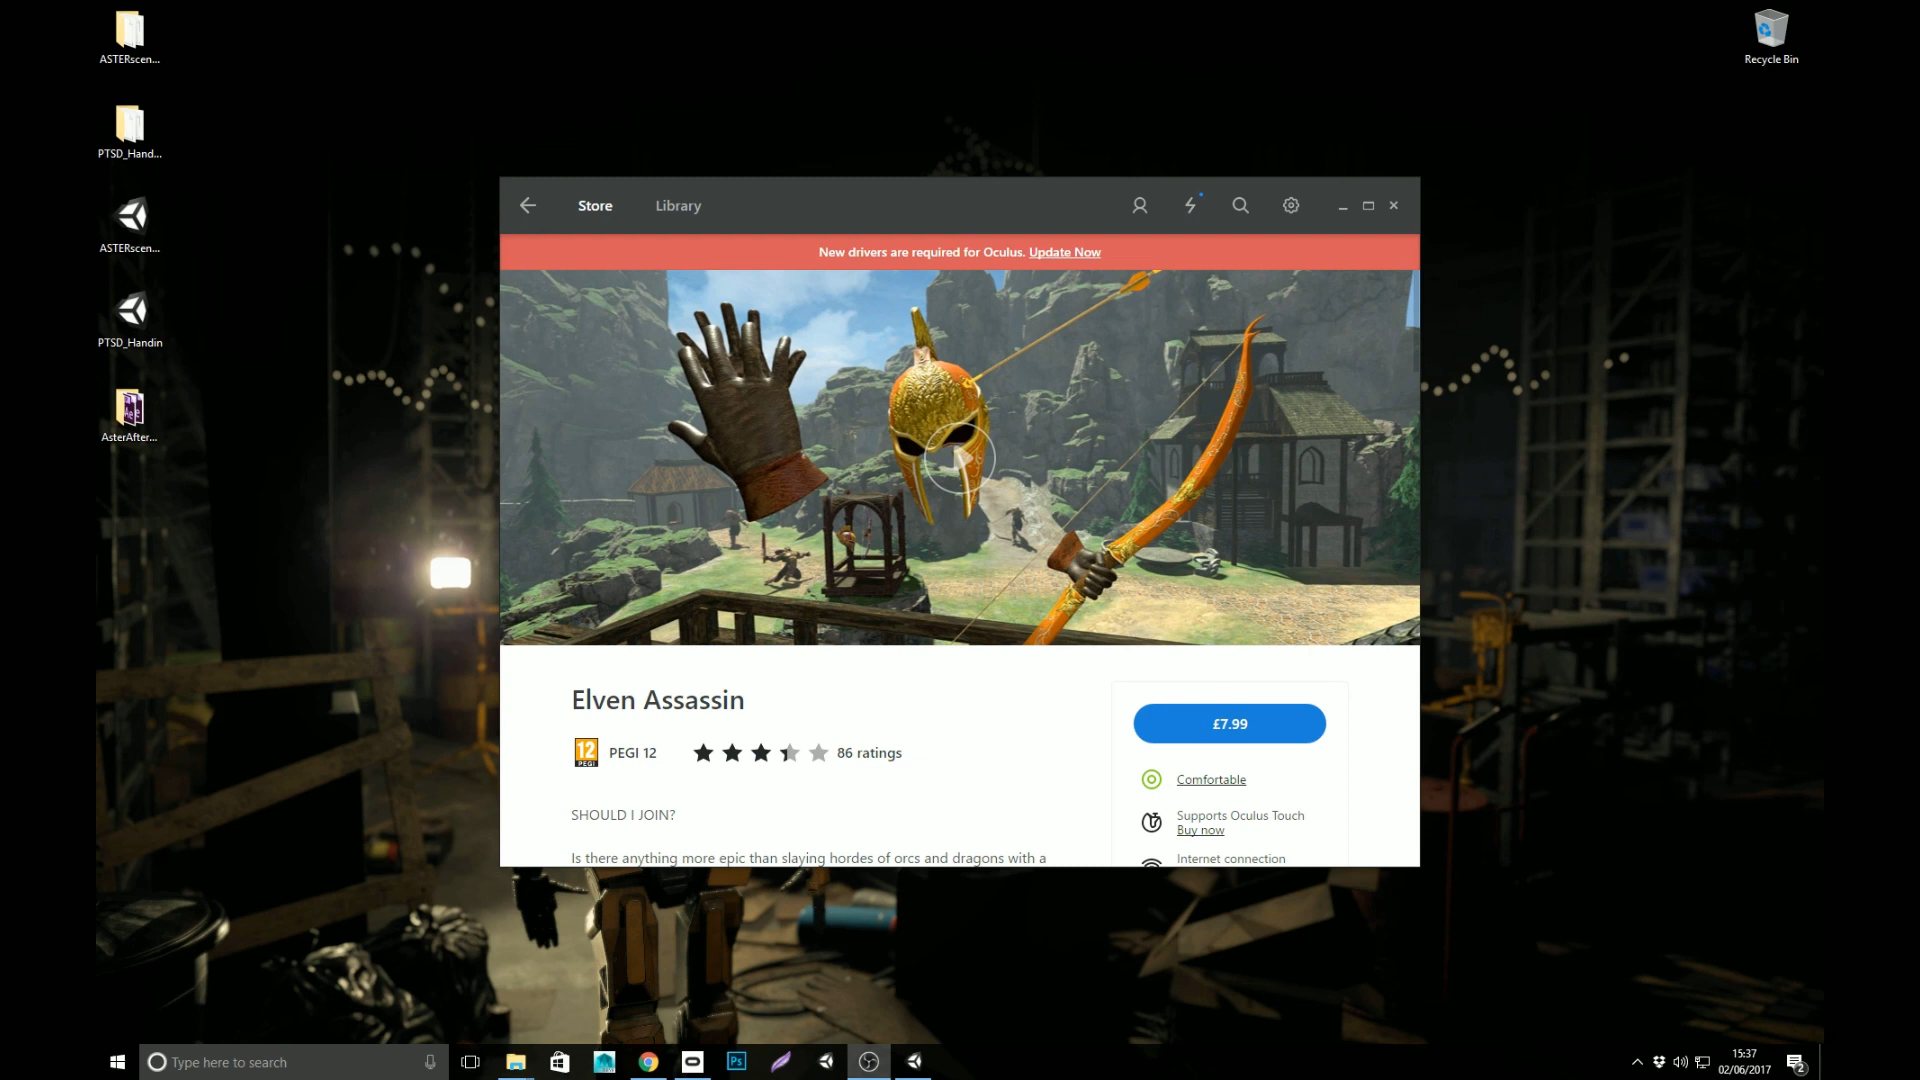 ASTERscen...
Recycle Bin
PTSD_Hand...
ASTERscen...
PTSD_Handin
AsterAfter...
Store
Library
New drivers are required for Oculus. Update Now
Elven Assassin
12
PEGI
PEGI 12
86 ratings
£7.99
Comfortable
Supports Oculus Touch
Buy now
Internet connection
SHOULD I JOIN?
Is there anything more epic than slaying hordes of orcs and dragons with a
Type here to search
Ps
15:37
02/06/2017
2